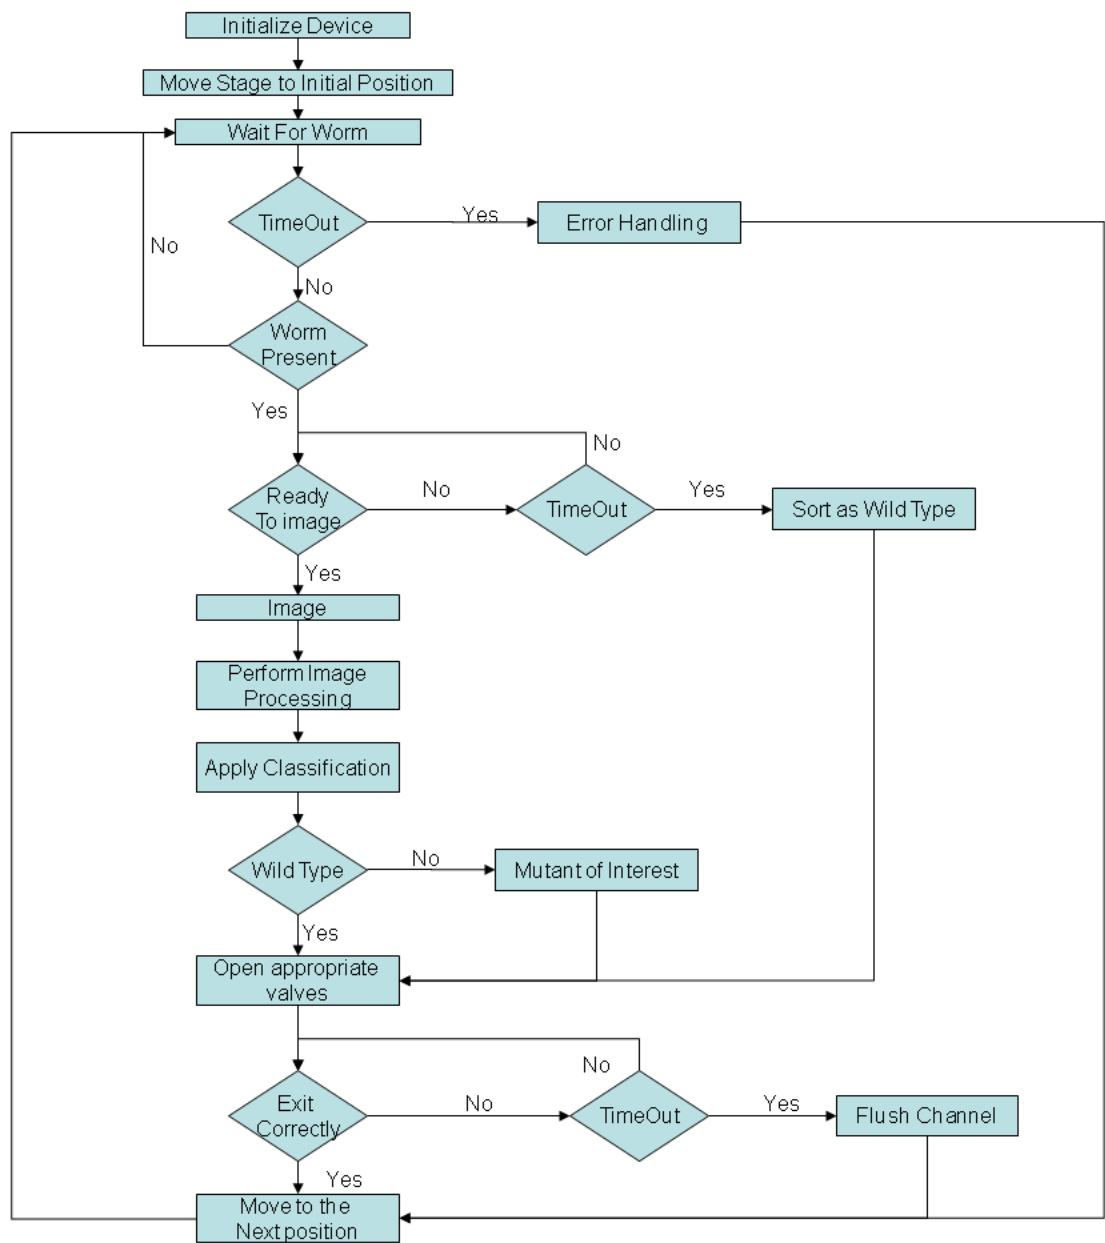 Initialize Device
Move Stage to Initial Position
Wait For Worm
TimeOut
Yes
Error Handling
No
No
Worm
Present
Yes
No
Ready
To image
No
TimeOut
Yes
Sort as Wild Type
Yes
Image
Perform Image
Processing
Apply Classification
Wild Type
No
Mutant of Interest
Yes
Open appropriate
valves
No
Exit
Correctly
No
TimeOut
Yes
Flush Channel
Yes
Move to the
Next position